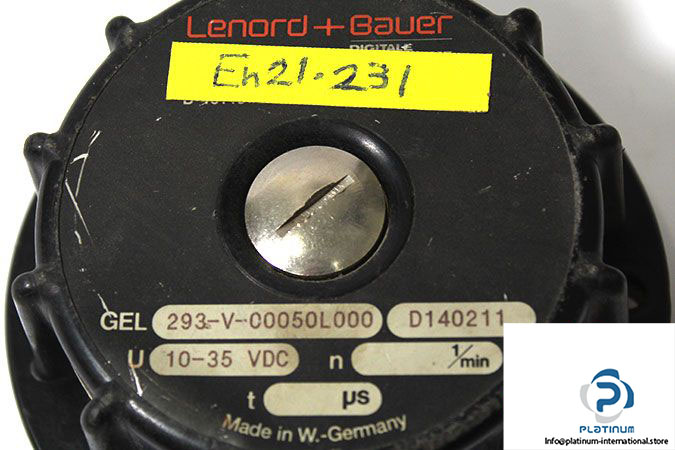 Lenord+Bauer
DIGITALE
Eh21-231
GEL 293-V-00050L000 D140211
U 10-35 VDC n 1/min
t µs
Made in W.-Germany
PLATINUM
info@platinum-international.store